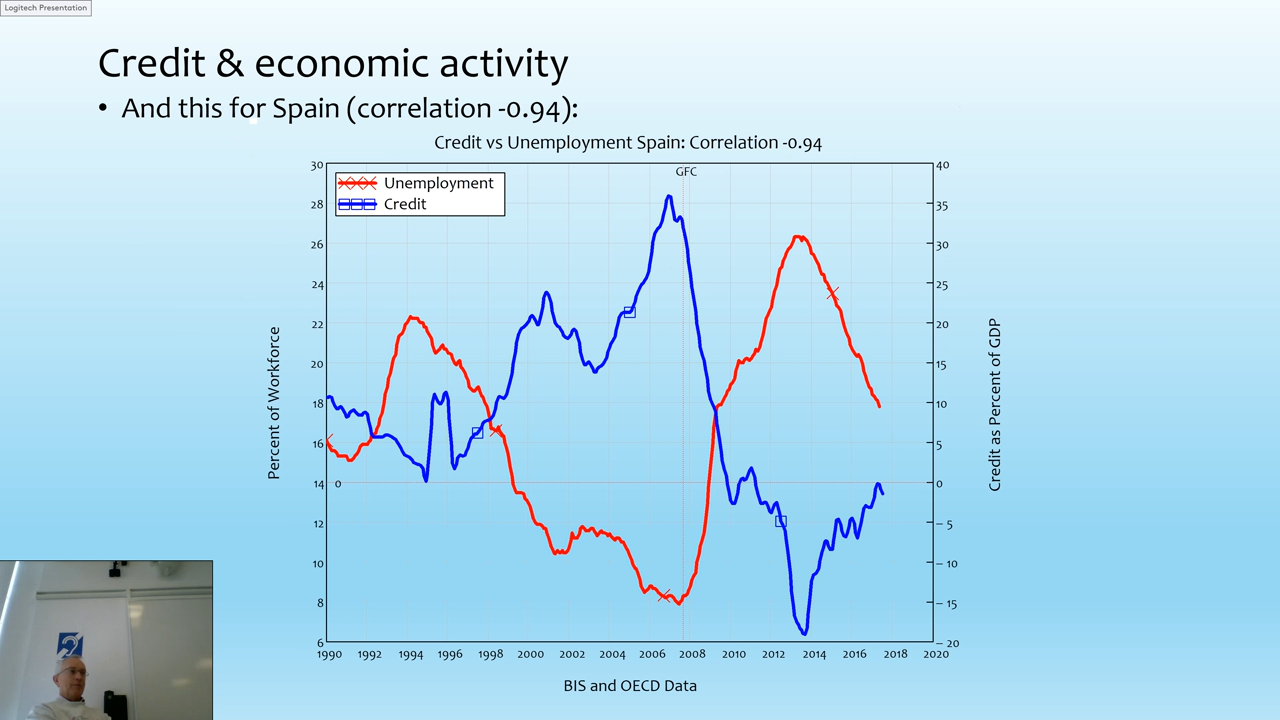 Logitech Presentation
Credit & economic activity
• And this for Spain (correlation -0.94):
Credit vs Unemployment Spain: Correlation -0.94
GFC
Unemployment
Credit
30
28
26
24
22
20
18
16
14
12
10
8
6
0
40
35
30
25
20
15
10
5
0
– 5
– 10
– 15
– 20
Percent of Workforce
Credit as Percent of GDP
1990 1992 1994 1996 1998 2000 2002 2004 2006 2008 2010 2012 2014 2016 2018 2020
BIS and OECD Data